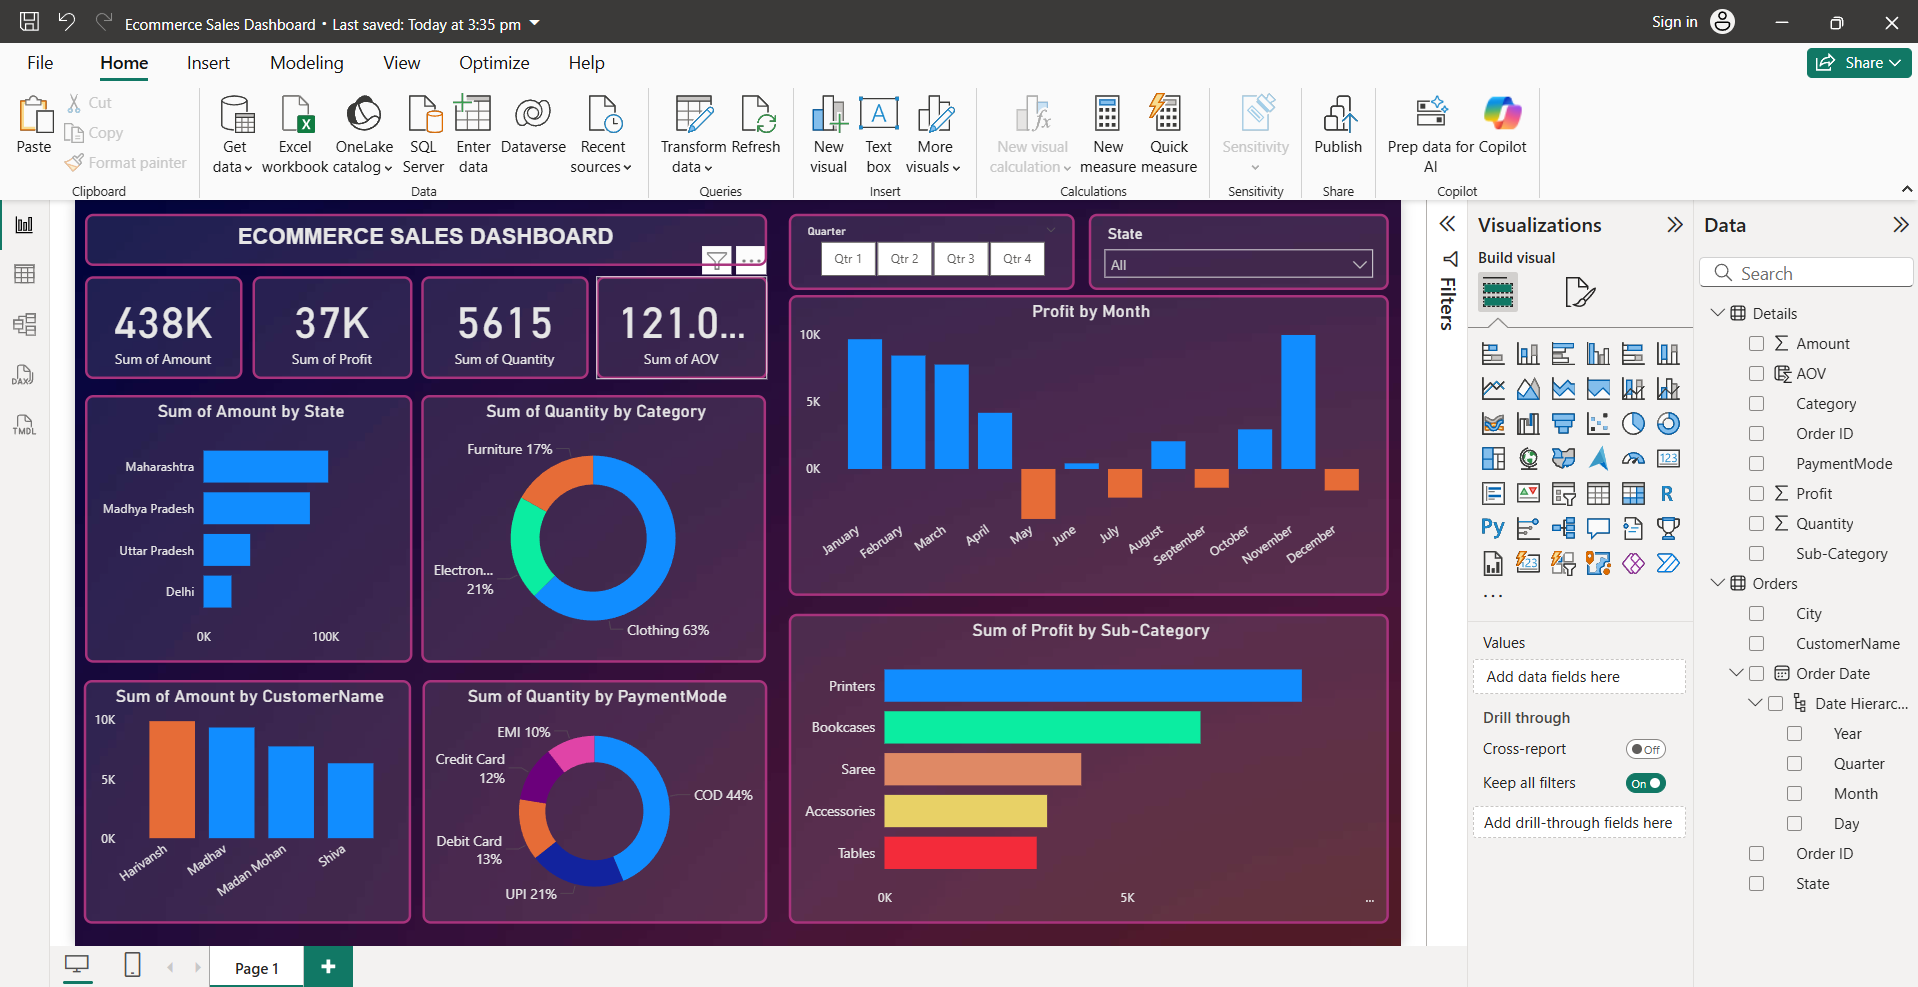 Ecommerce Sales Dashboard • Last saved: Today at 3:35 pm
Sign in
File Home Insert Modeling View Optimize Help
Share
Paste
Cut
Copy
Format painter
Clipboard
Get data
Excel workbook
OneLake catalog
SQL Server
Enter data
Dataverse
Recent sources
Data
Transform data
Refresh
Queries
New visual
Text box
More visuals
Insert
New visual calculation
New measure
Quick measure
Calculations
Sensitivity
Sensitivity
Publish
Share
Prep data for AI
Copilot
Copilot
DAX
TMDL
ECOMMERCE SALES DASHBOARD
438K
Sum of Amount
37K
Sum of Profit
5615
Sum of Quantity
121.0...
Sum of AOV
Quarter
Qtr 1
Qtr 2
Qtr 3
Qtr 4
State
All
Sum of Amount by State
Maharashtra
Madhya Pradesh
Uttar Pradesh
Delhi
0K 100K
Sum of Quantity by Category
Furniture 17%
Electron...
21%
Clothing 63%
Profit by Month
10K
5K
0K
January February March April May June July August September October November December
Sum of Amount by CustomerName
10K
5K
0K
Harivansh Madhav Madan Mohan Shiva
Sum of Quantity by PaymentMode
EMI 10%
Credit Card
12%
COD 44%
Debit Card
13%
UPI 21%
Sum of Profit by Sub-Category
Printers
Bookcases
Saree
Accessories
Tables
0K 5K ...
Page 1
Filters
Visualizations
Build visual
123
R
Py
123
...
Values
Add data fields here
Drill through
Cross-report
Off
Keep all filters
On
Add drill-through fields here
Data
Search
Details
Amount
AOV
Category
Order ID
PaymentMode
Profit
Quantity
Sub-Category
Orders
City
CustomerName
Order Date
Date Hierarc...
Year
Quarter
Month
Day
Order ID
State